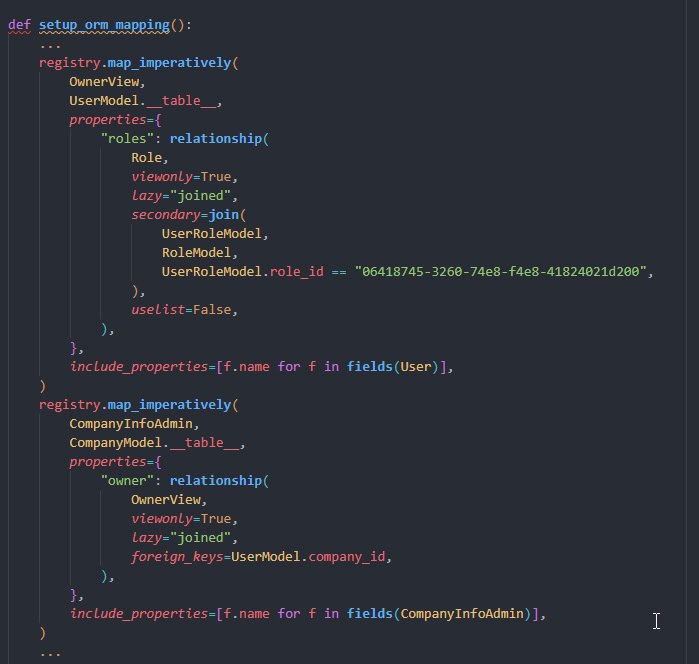 def setup_orm_mapping():
    ...
    registry.map_imperatively(
        OwnerView,
        UserModel.__table__,
        properties={
            "roles": relationship(
                Role,
                viewonly=True,
                lazy="joined",
                secondary=join(
                    UserRoleModel,
                    RoleModel,
                    UserRoleModel.role_id == "06418745-3260-74e8-f4e8-41824021d200",
                ),
                uselist=False,
            ),
        },
        include_properties=[f.name for f in fields(User)],
    )
    registry.map_imperatively(
        CompanyInfoAdmin,
        CompanyModel.__table__,
        properties={
            "owner": relationship(
                OwnerView,
                viewonly=True,
                lazy="joined",
                foreign_keys=UserModel.company_id,
            ),
        },
        include_properties=[f.name for f in fields(CompanyInfoAdmin)],
    )
    ...